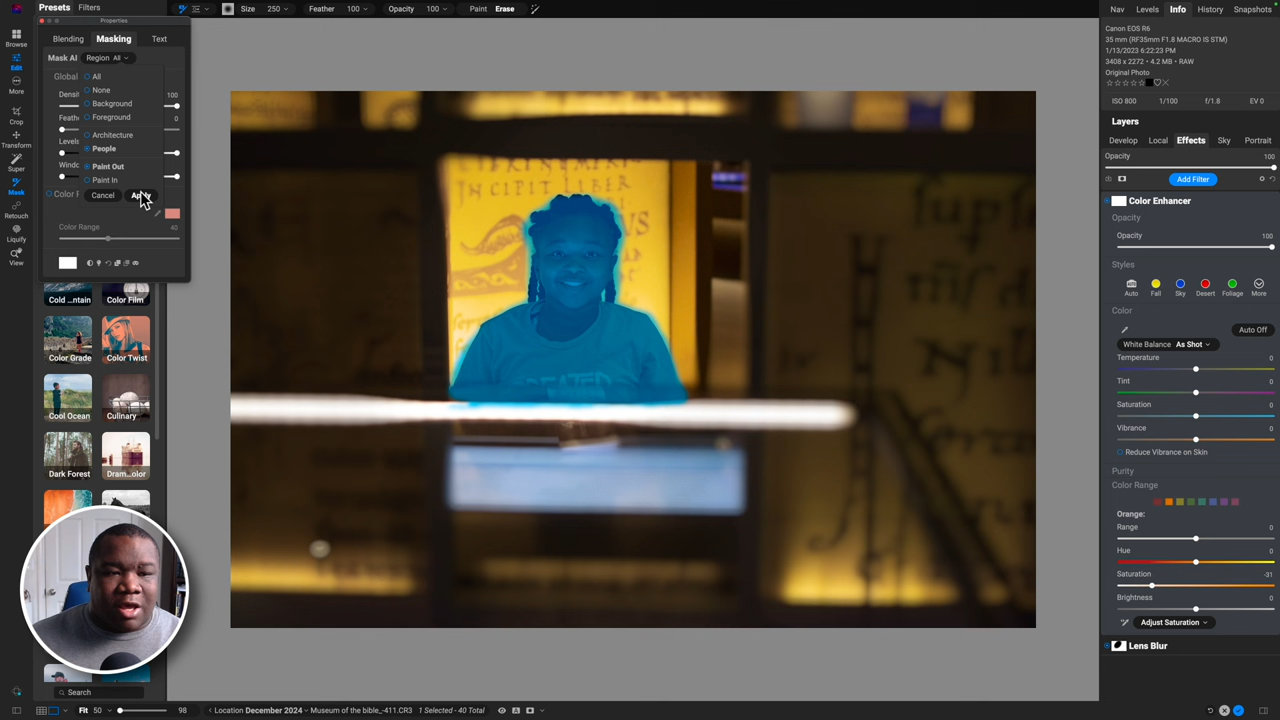 Presets Filters
Size 250 Feather 100 Opacity 100 Paint Erase
Nav Levels Info History Snapshots
Properties
Blending Masking Text
Mask AI Region All
Global
All
None
Background
Foreground
Architecture
People
Paint Out
Paint In
Cancel Apply
100
0
Levels
Color
Color Range 40
Browse
Edit
More
Crop
Transform
Super
Mask
Retouch
Liquify
View
Cold ...ntain
Color Film
Color Grade
Color Twist
Cool Ocean
Culinary
Dark Forest
Dram...olor
Search
IN PRINCIPIO
INCIPIT LIBER
Canon EOS R6
35 mm (RF35mm F1.8 MACRO IS STM)
1/13/2023 6:22:23 PM
3408 x 2272 • 4.2 MB • RAW
Original Photo
ISO 800 1/100 f/1.8 EV 0
Layers
Develop Local Effects Sky Portrait
Opacity 100
Add Filter
Color Enhancer
Opacity
Opacity 100
Styles
Auto Fall Sky Desert Foliage More
Color
Auto Off
White Balance As Shot
Temperature 0
Tint 0
Saturation 0
Vibrance 0
Reduce Vibrance on Skin
Purity
Color Range
Orange:
Range 0
Hue 0
Saturation -31
Brightness 0
Adjust Saturation
Lens Blur
Fit 50 98 Location December 2024 Museum of the bible_-411.CR3 1 Selected - 40 Total